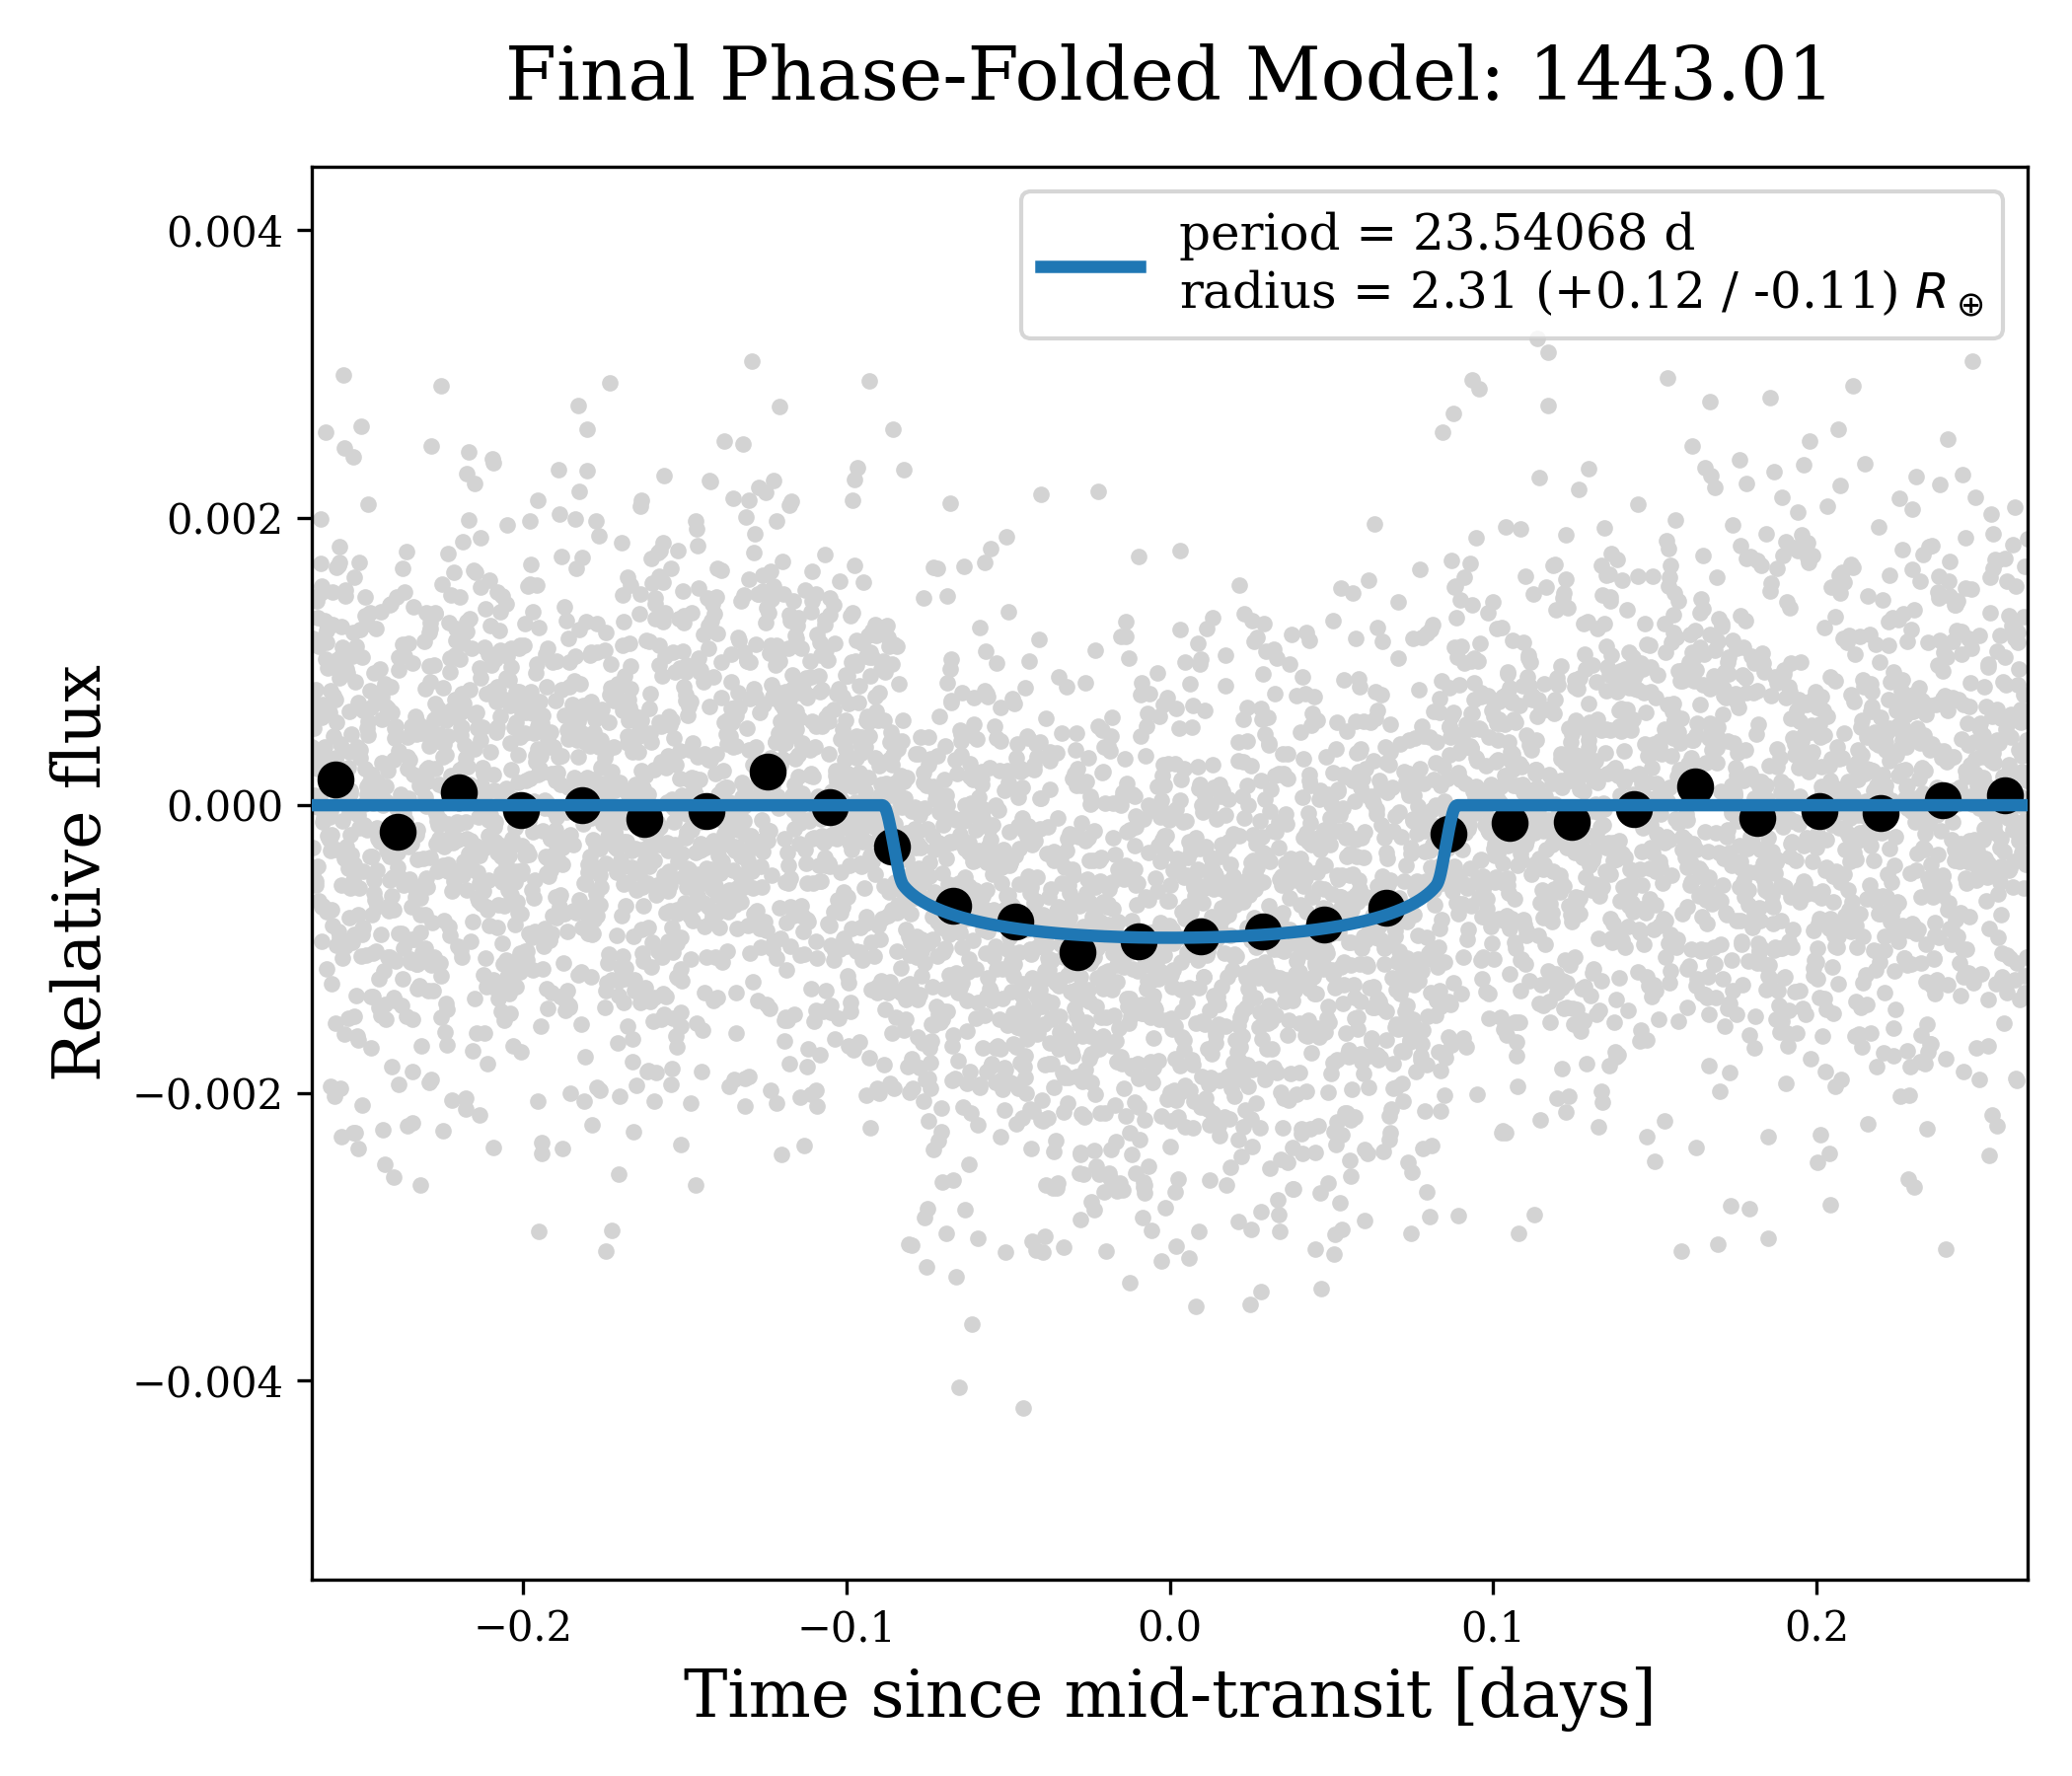 Final Phase-Folded Model: 1443.01
period = 23.54068 d
radius = 2.31 (+0.12 / -0.11) R⊕
0.004
0.002
0.000
−0.002
−0.004
Relative flux
−0.2
−0.1
0.0
0.1
0.2
Time since mid-transit [days]